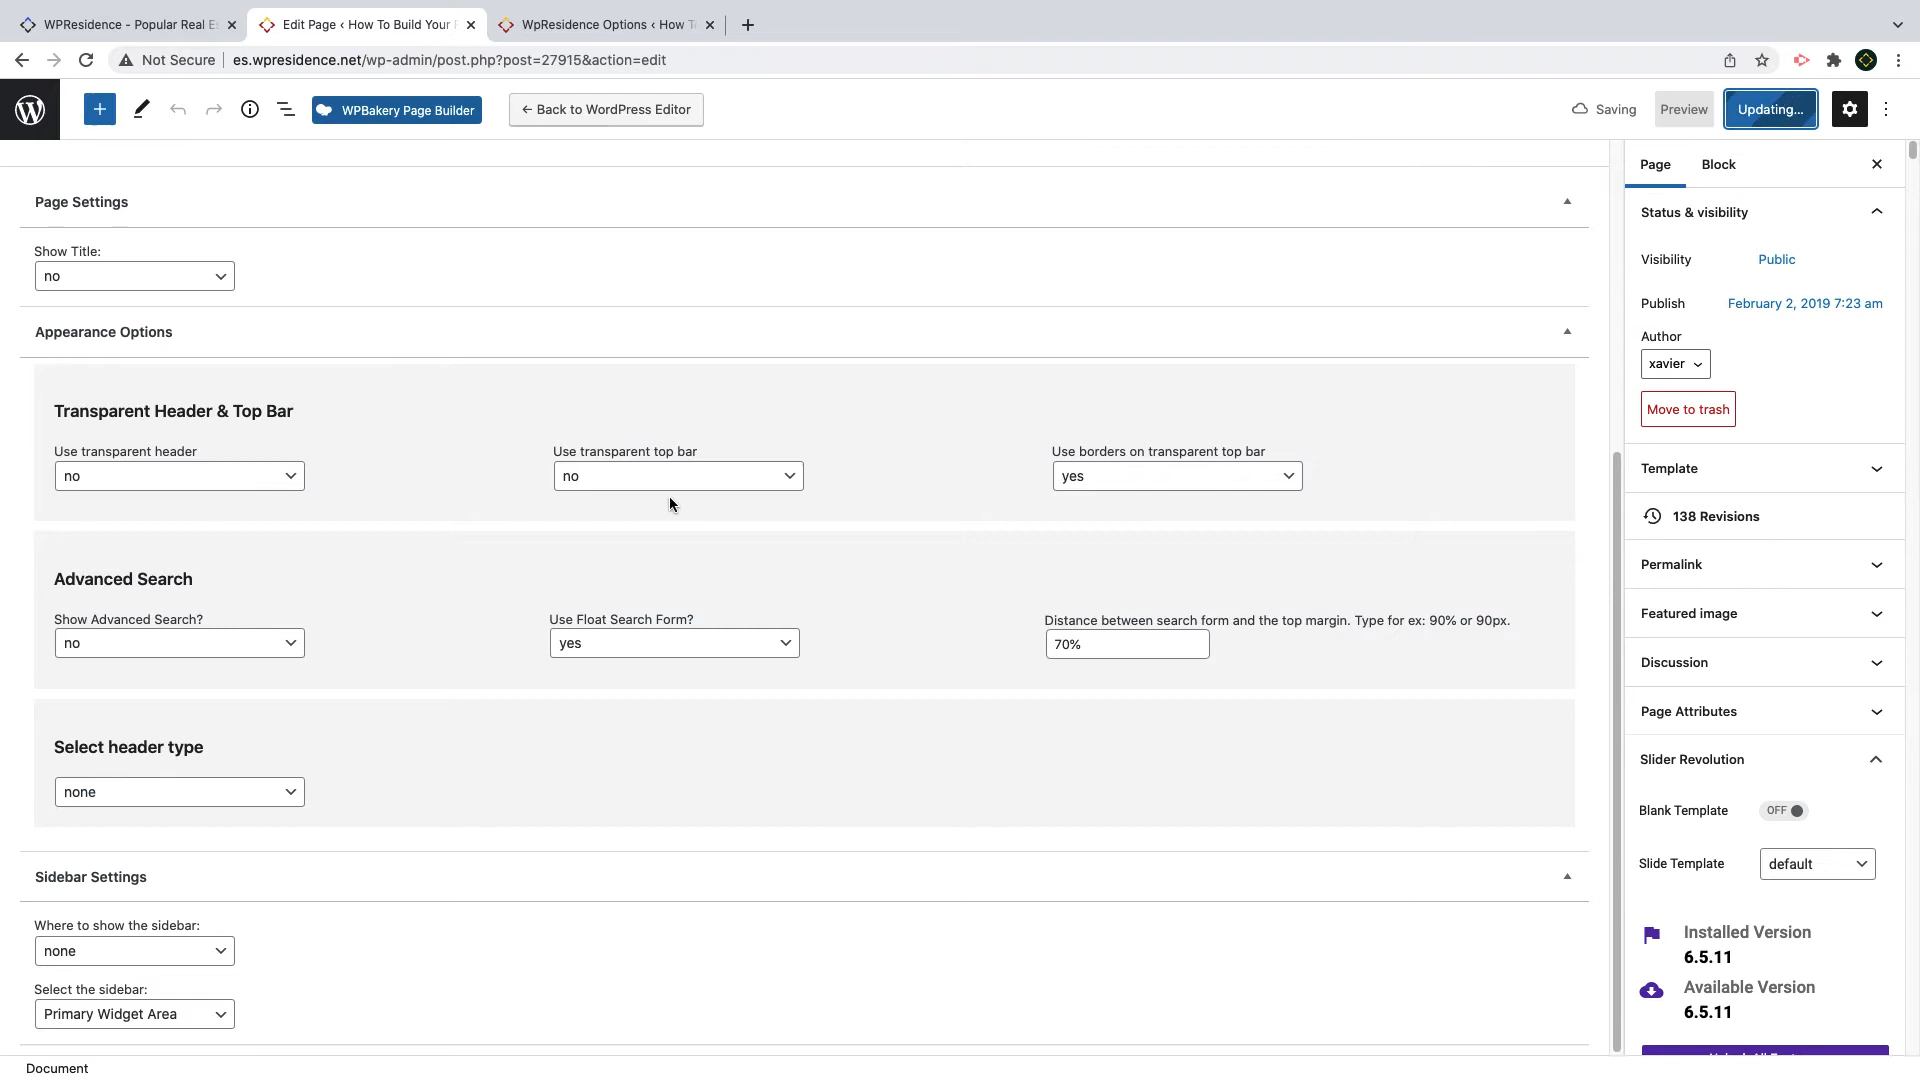 WPResidence - Popular Real Es
Edit Page ‹ How To Build Your
WpResidence Options ‹ How T
Not Secure es.wpresidence.net/wp-admin/post.php?post=27915&action=edit
WPBakery Page Builder
← Back to WordPress Editor
Saving
Preview
Updating...
Page Settings
Show Title:
no
Appearance Options
Transparent Header & Top Bar
Use transparent header Use transparent top bar Use borders on transparent top bar
no no yes
Advanced Search
Show Advanced Search? Use Float Search Form? Distance between search form and the top margin. Type for ex: 90% or 90px.
no yes 70%
Select header type
none
Sidebar Settings
Where to show the sidebar:
none
Select the sidebar:
Primary Widget Area
Document
Page Block
Status & visibility
Visibility Public
Publish February 2, 2019 7:23 am
Author
xavier
Move to trash
Template
138 Revisions
Permalink
Featured image
Discussion
Page Attributes
Slider Revolution
Blank Template OFF
Slide Template default
Installed Version
6.5.11
Available Version
6.5.11